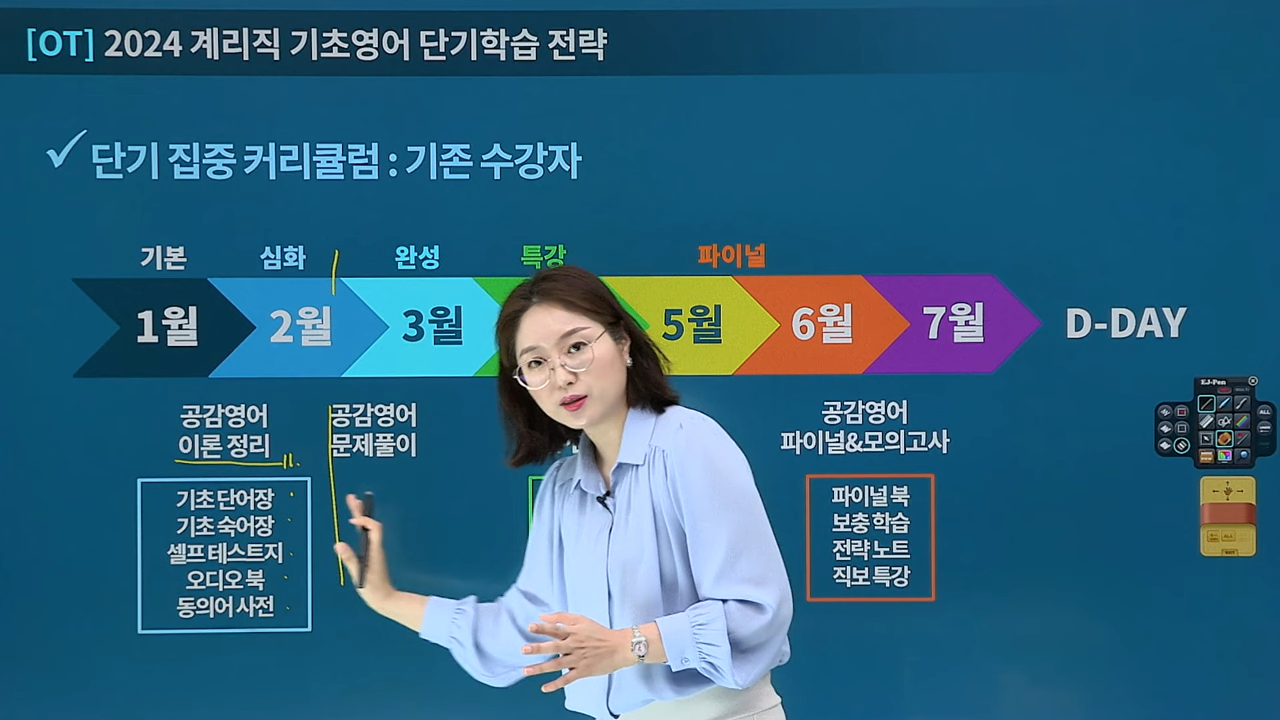 [OT] 2024 계리직 기초영어 단기학습 전략
단기 집중 커리큘럼 : 기존 수강자
기본 심화 완성 특강 파이널
1월 2월 3월 5월 6월 7월 D-DAY
공감영어
이론 정리
공감영어
문제풀이
공감영어
파이널&모의고사
기초 단어장
기초 숙어장
셀프 테스트지
오디오 북
동의어 사전
파이널 북
보충 학습
전략 노트
직보 특강
EJ-Pen
ALL